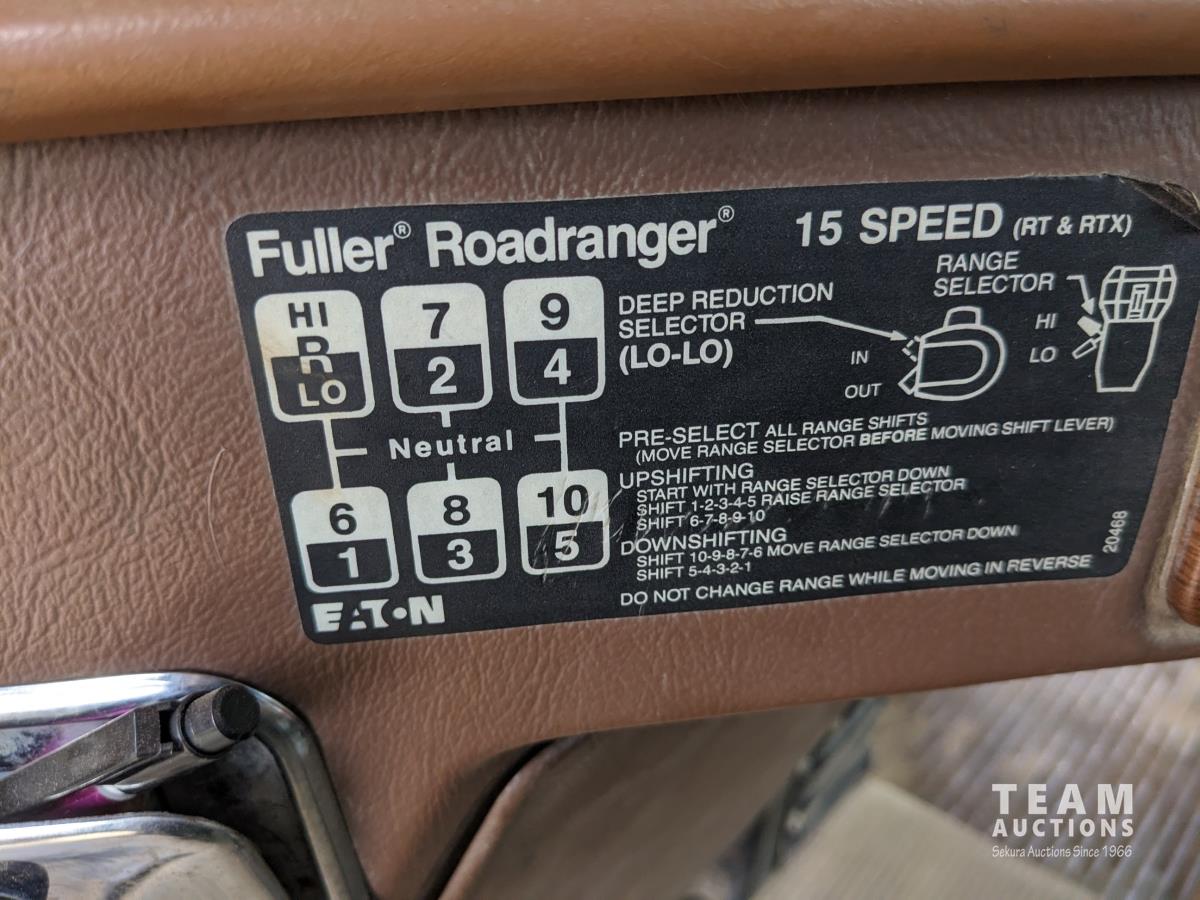 Fuller® Roadranger® 15 SPEED (RT & RTX)
HI
R
LO
7
2
9
4
Neutral
6
1
8
3
10
5
EATON
DEEP REDUCTION
SELECTOR
(LO-LO)
IN
OUT
RANGE
SELECTOR
HI
LO
PRE-SELECT ALL RANGE SHIFTS
(MOVE RANGE SELECTOR BEFORE MOVING SHIFT LEVER)
UPSHIFTING
START WITH RANGE SELECTOR DOWN
SHIFT 1-2-3-4-5 RAISE RANGE SELECTOR
SHIFT 6-7-8-9-10
DOWNSHIFTING
SHIFT 10-9-8-7-6 MOVE RANGE SELECTOR DOWN
SHIFT 5-4-3-2-1
DO NOT CHANGE RANGE WHILE MOVING IN REVERSE
20468
TEAM
AUCTIONS
Sekura Auctions Since 1966